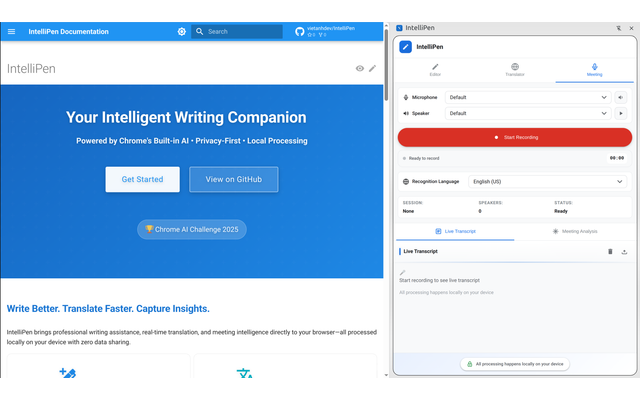 IntelliPen Documentation
Search
vietanhdev/IntelliPen
IntelliPen
Your Intelligent Writing Companion
Powered by Chrome's Built-in AI • Privacy-First • Local Processing
Get Started
View on GitHub
🏆 Chrome AI Challenge 2025
Write Better. Translate Faster. Capture Insights.
IntelliPen brings professional writing assistance, real-time translation, and meeting intelligence directly to your browser—all processed
locally on your device with zero data sharing.
IntelliPen
IntelliPen
Editor
Translator
Meeting
Microphone
Default
Speaker
Default
Start Recording
Ready to record
00:00
Recognition Language
English (US)
SESSION:
SPEAKERS:
STATUS:
None
0
Ready
Live Transcript
Meeting Analysis
Live Transcript
Start recording to see live transcript
All processing happens locally on your device
All processing happens locally on your device